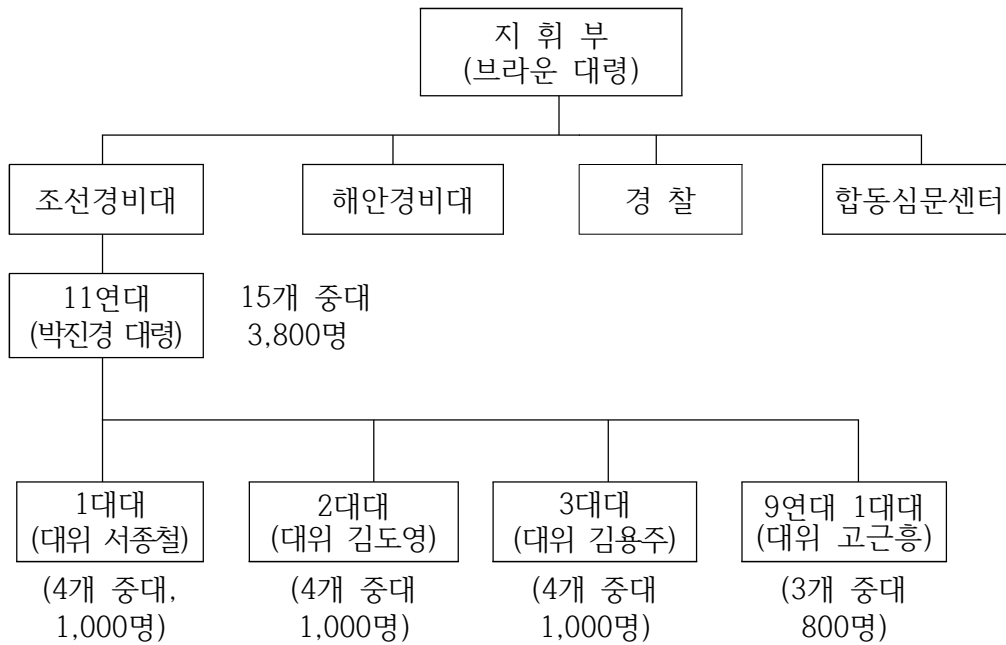 지 휘 부
(브라운 대령)
조선경비대
해안경비대
경 찰
합동심문센터
11연대
(박진경 대령)
15개 중대
3,800명
1대대
(대위 서종철)
(4개 중대,
1,000명)
2대대
(대위 김도영)
(4개 중대
1,000명)
3대대
(대위 김용주)
(4개 중대
1,000명)
9연대 1대대
(대위 고근흥)
(3개 중대
800명)